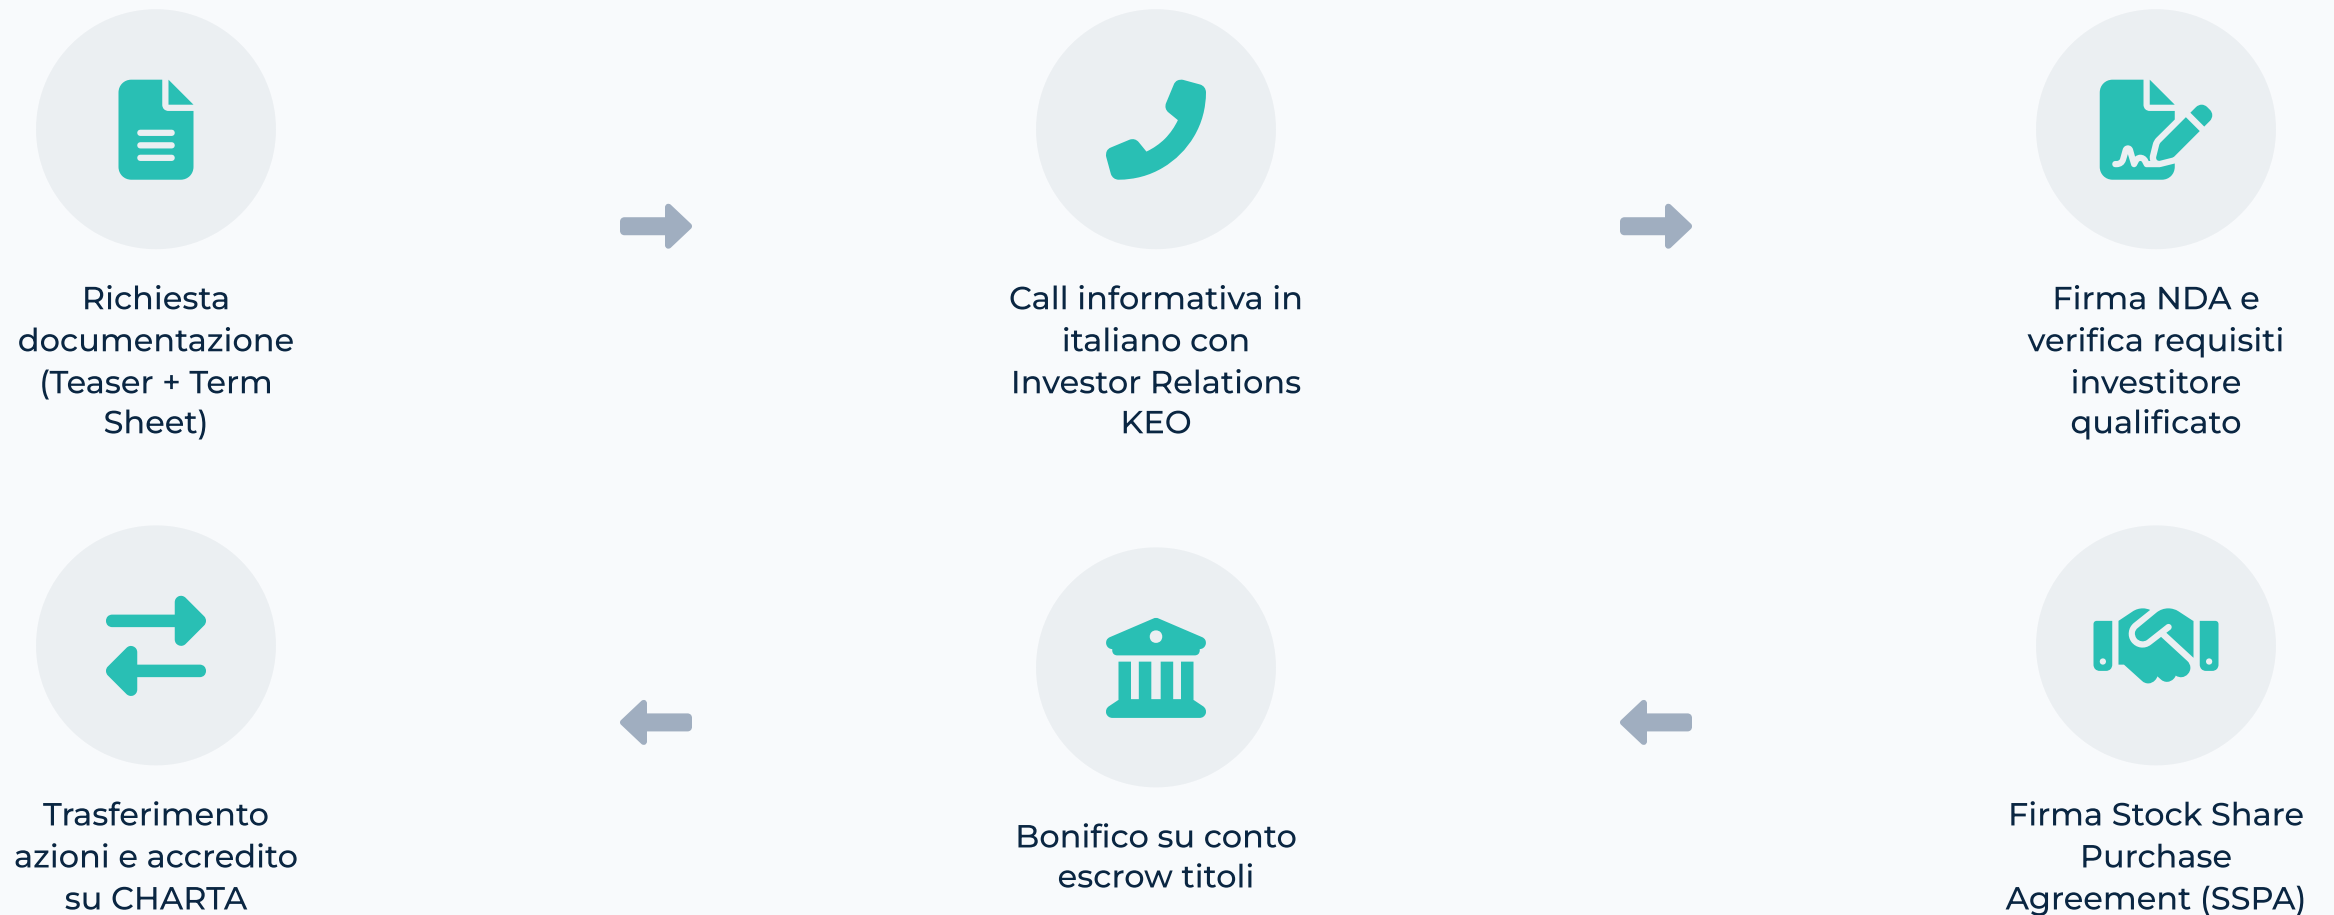 Richiesta
documentazione
(Teaser + Term
Sheet)
Call informativa in
italiano con
Investor Relations
KEO
Firma NDA e
verifica requisiti
investitore
qualificato
Trasferimento
azioni e accredito
su CHARTA
Bonifico su conto
escrow titoli
Firma Stock Share
Purchase
Agreement (SSPA)